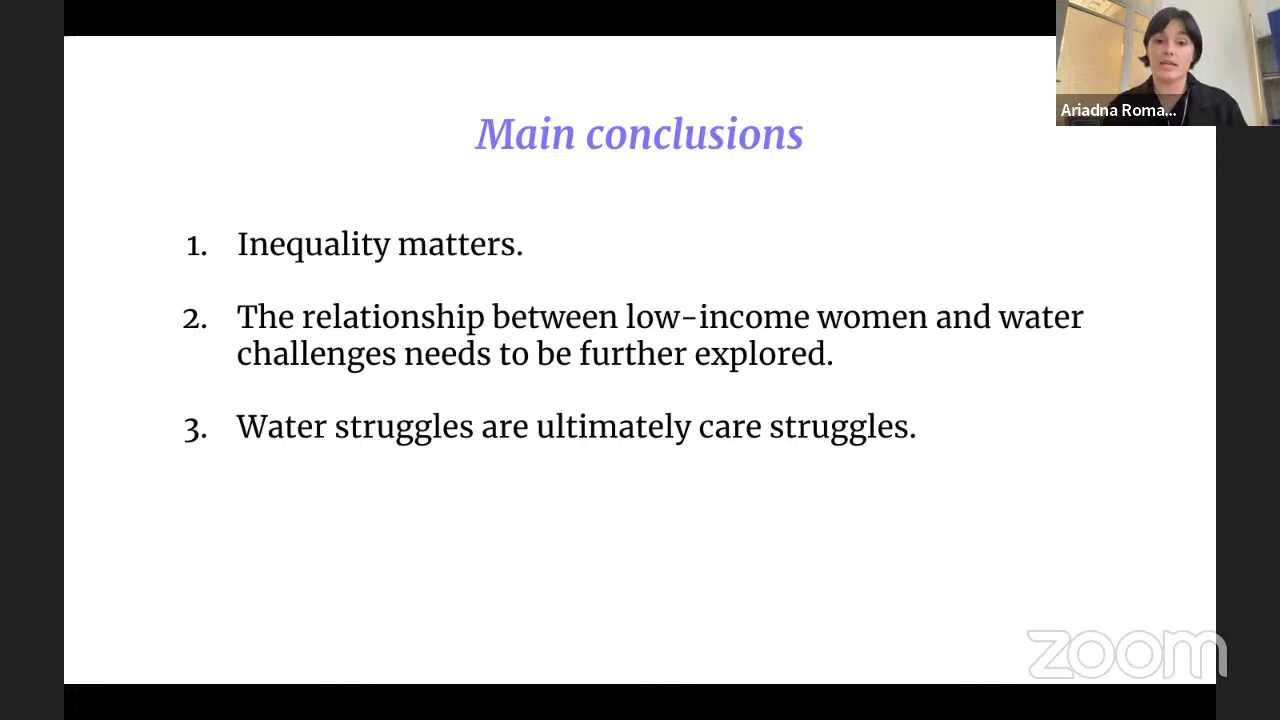 Ariadna Roma...
Main conclusions
1. Inequality matters.
2. The relationship between low-income women and water
challenges needs to be further explored.
3. Water struggles are ultimately care struggles.
zoom